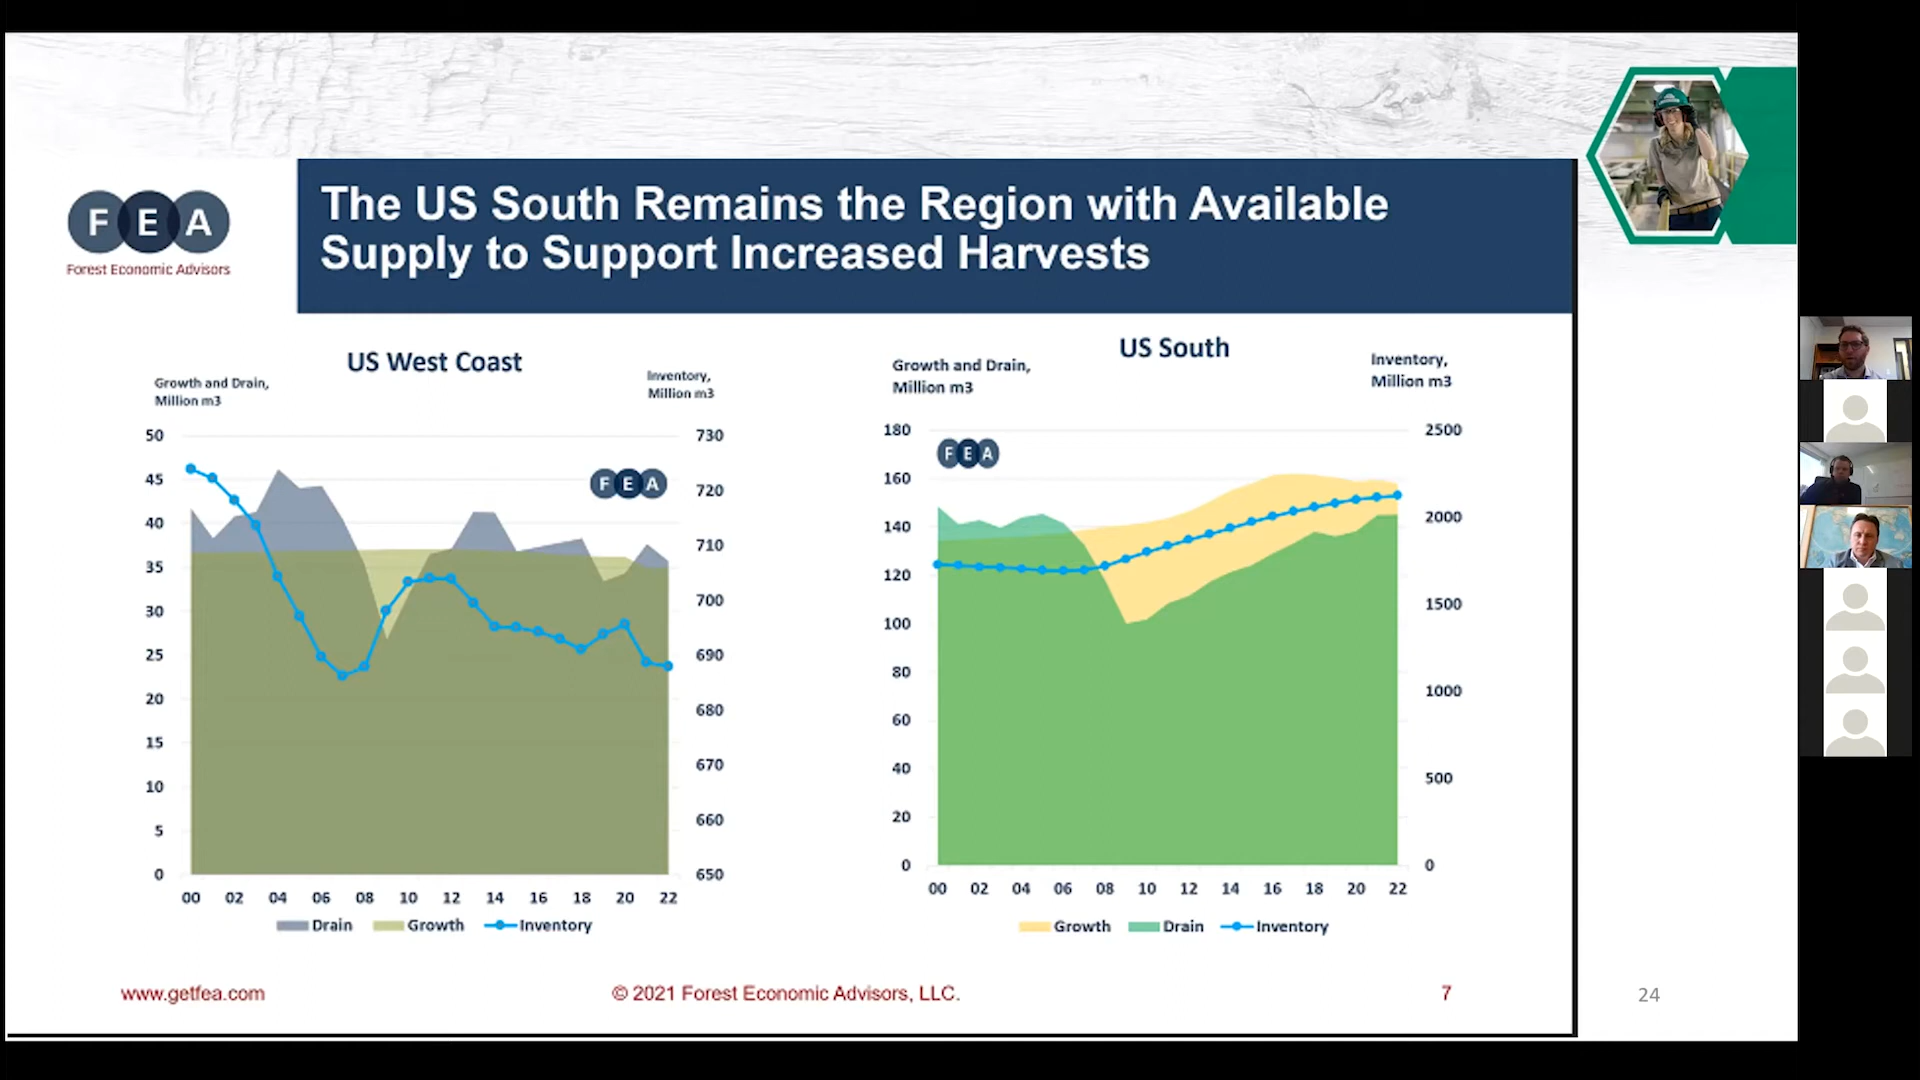 F E A
Forest Economic Advisors
The US South Remains the Region with Available
Supply to Support Increased Harvests
US West Coast
Growth and Drain,
Million m3
Inventory,
Million m3
50
45
40
35
30
25
20
15
10
5
0
730
720
710
700
690
680
670
660
650
F E A
00 02 04 06 08 10 12 14 16 18 20 22
Drain Growth Inventory
US South
Growth and Drain,
Million m3
Inventory,
Million m3
180
160
140
120
100
80
60
40
20
0
2500
2000
1500
1000
500
0
F E A
00 02 04 06 08 10 12 14 16 18 20 22
Growth Drain Inventory
www.getfea.com
© 2021 Forest Economic Advisors, LLC.
7
24